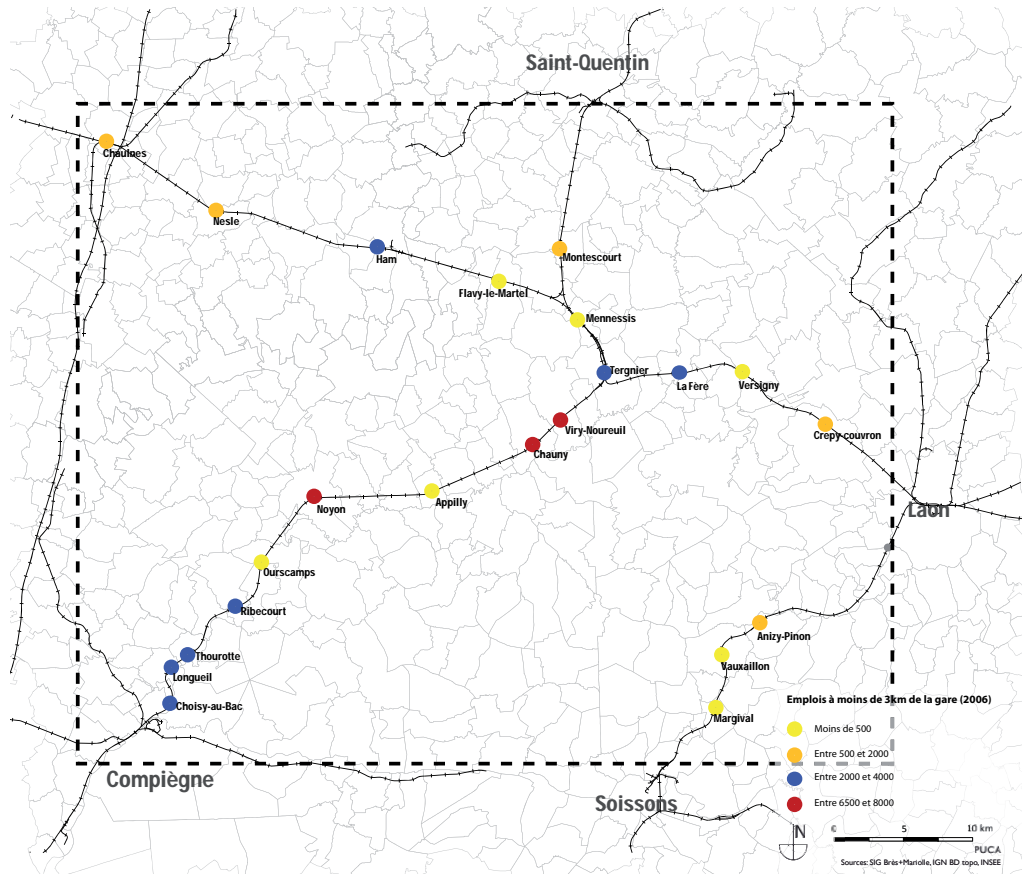 Saint-Quentin
Chaulnes
Nesle
Ham
Montescourt
Flavy-le-Martel
Mennessis
Tergnier
La Fère
Versigny
Viry-Noureuil
Crepy-couvron
Chauny
Appilly
Noyon
Laon
Ourscamps
Ribecourt
Anizy-Pinon
Thourotte
Vauxaillon
Longueil
Choisy-au-Bac
Margival
Compiègne
Soissons
Emplois à moins de 3km de la gare (2006)
Moins de 500
Entre 500 et 2000
Entre 2000 et 4000
Entre 6500 et 8000
N
0 5 10 km
PUCA
Sources: SIG Brès+Mariolle, IGN BD topo, INSEE